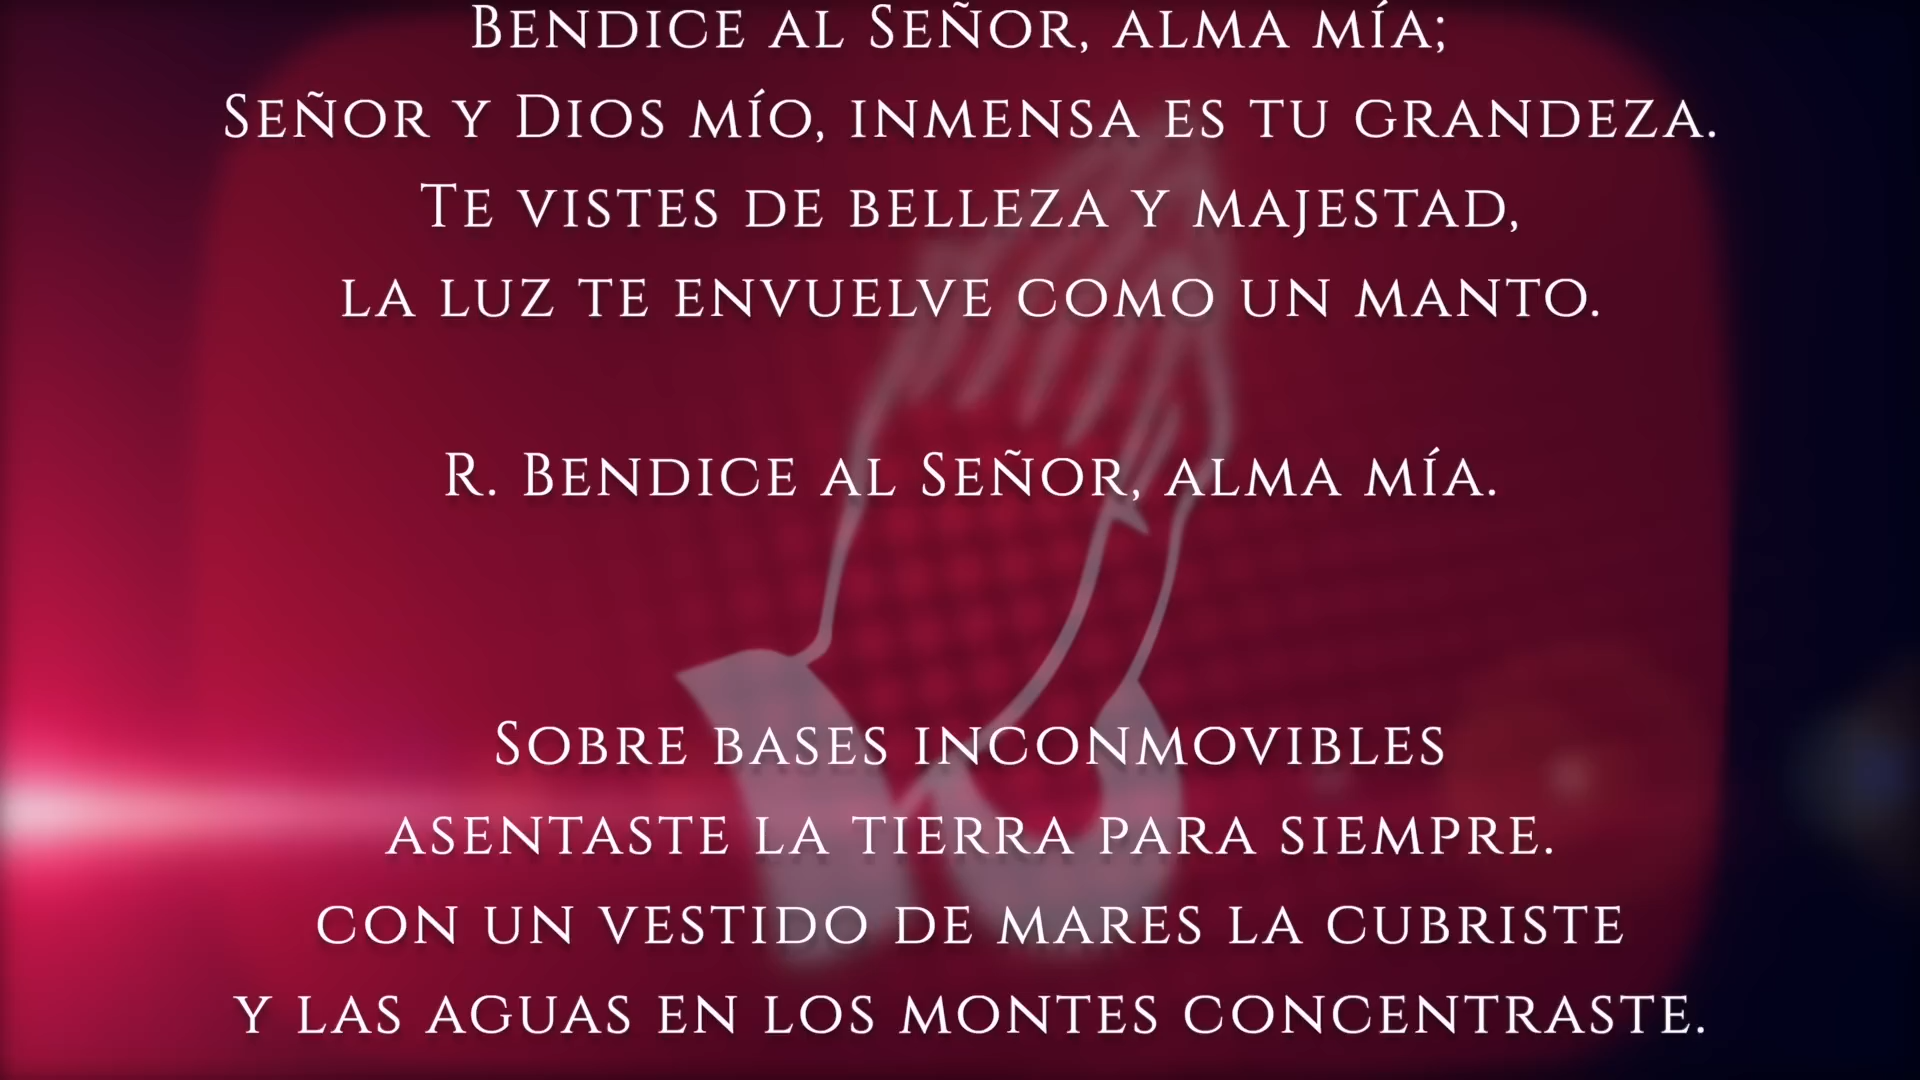 Bendice al Señor, alma mía;
Señor y Dios mío, inmensa es tu grandeza.
Te vistes de belleza y majestad,
la luz te envuelve como un manto.
R. Bendice al Señor, alma mía.
Sobre bases inconmovibles
asentaste la tierra para siempre.
con un vestido de mares la cubriste
y las aguas en los montes concentraste.